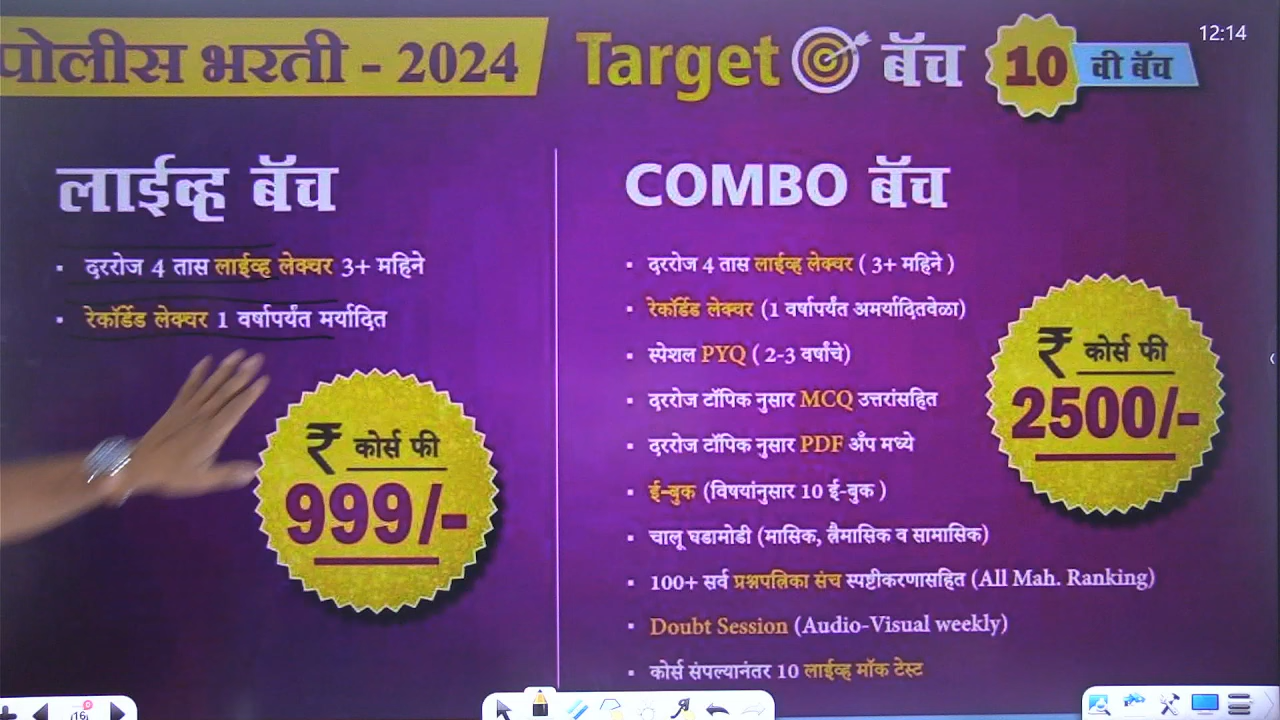 पोलीस भरती - 2024
Target बॅच
10 वी बॅच
12:14
लाईव्ह बॅच
▪ दररोज 4 तास लाईव्ह लेक्चर 3+ महिने
▪ रेकॉर्डेड लेक्चर 1 वर्षापर्यंत मर्यादित
₹ कोर्स फी
999/-
COMBO बॅच
▪ दररोज 4 तास लाईव्ह लेक्चर ( 3+ महिने )
▪ रेकॉर्डेड लेक्चर (1 वर्षापर्यंत अमर्यादितवेळा)
▪ स्पेशल PYQ ( 2-3 वर्षांचे)
▪ दररोज टॉपिक नुसार MCQ उत्तरांसहित
▪ दररोज टॉपिक नुसार PDF अँप मध्ये
▪ ई-बुक (विषयांनुसार 10 ई-बुक )
▪ चालू घडामोडी (मासिक, त्रैमासिक व सामासिक)
▪ 100+ सर्व प्रश्नपत्रिका संच स्पष्टीकरणासहित (All Mah. Ranking)
▪ Doubt Session (Audio-Visual weekly)
▪ कोर्स संपल्यानंतर 10 लाईव्ह मॉक टेस्ट
₹ कोर्स फी
2500/-
16